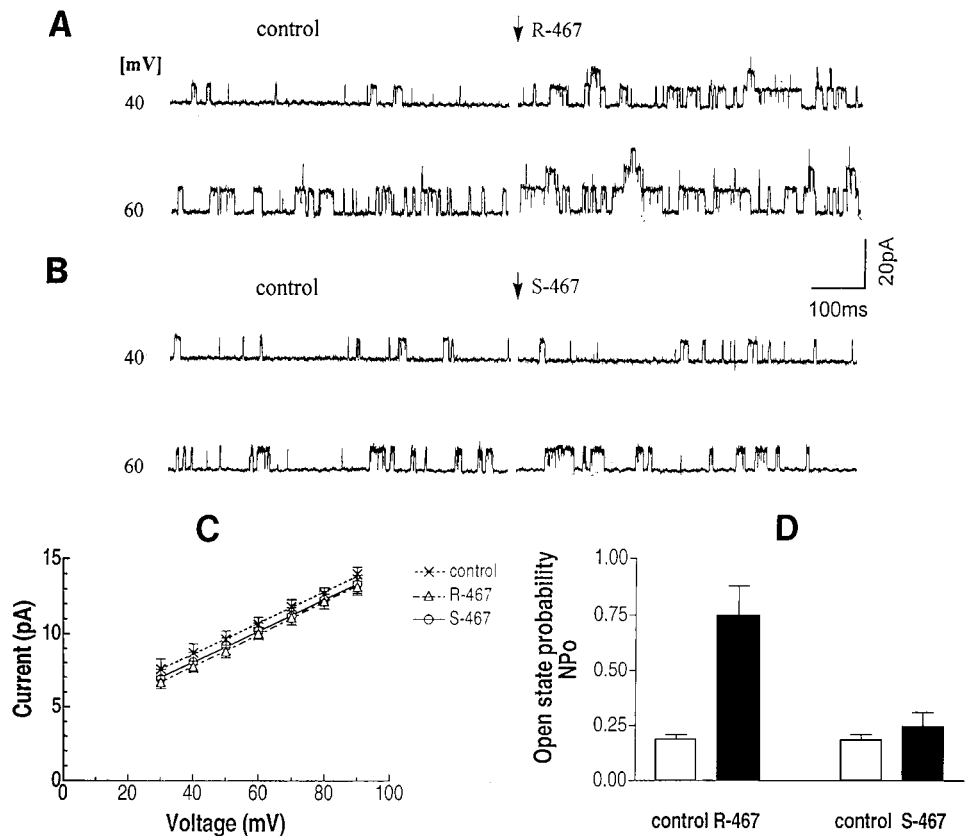 A
control
R-467
[mV]
40
60
20pA
100ms
B
control
S-467
40
60
C
15
10
5
0
0 20 40 60 80 100
Current (pA)
Voltage (mV)
control
R-467
S-467
D
1.00
0.75
0.50
0.25
0.00
Open state probability
NPo
control R-467 control S-467